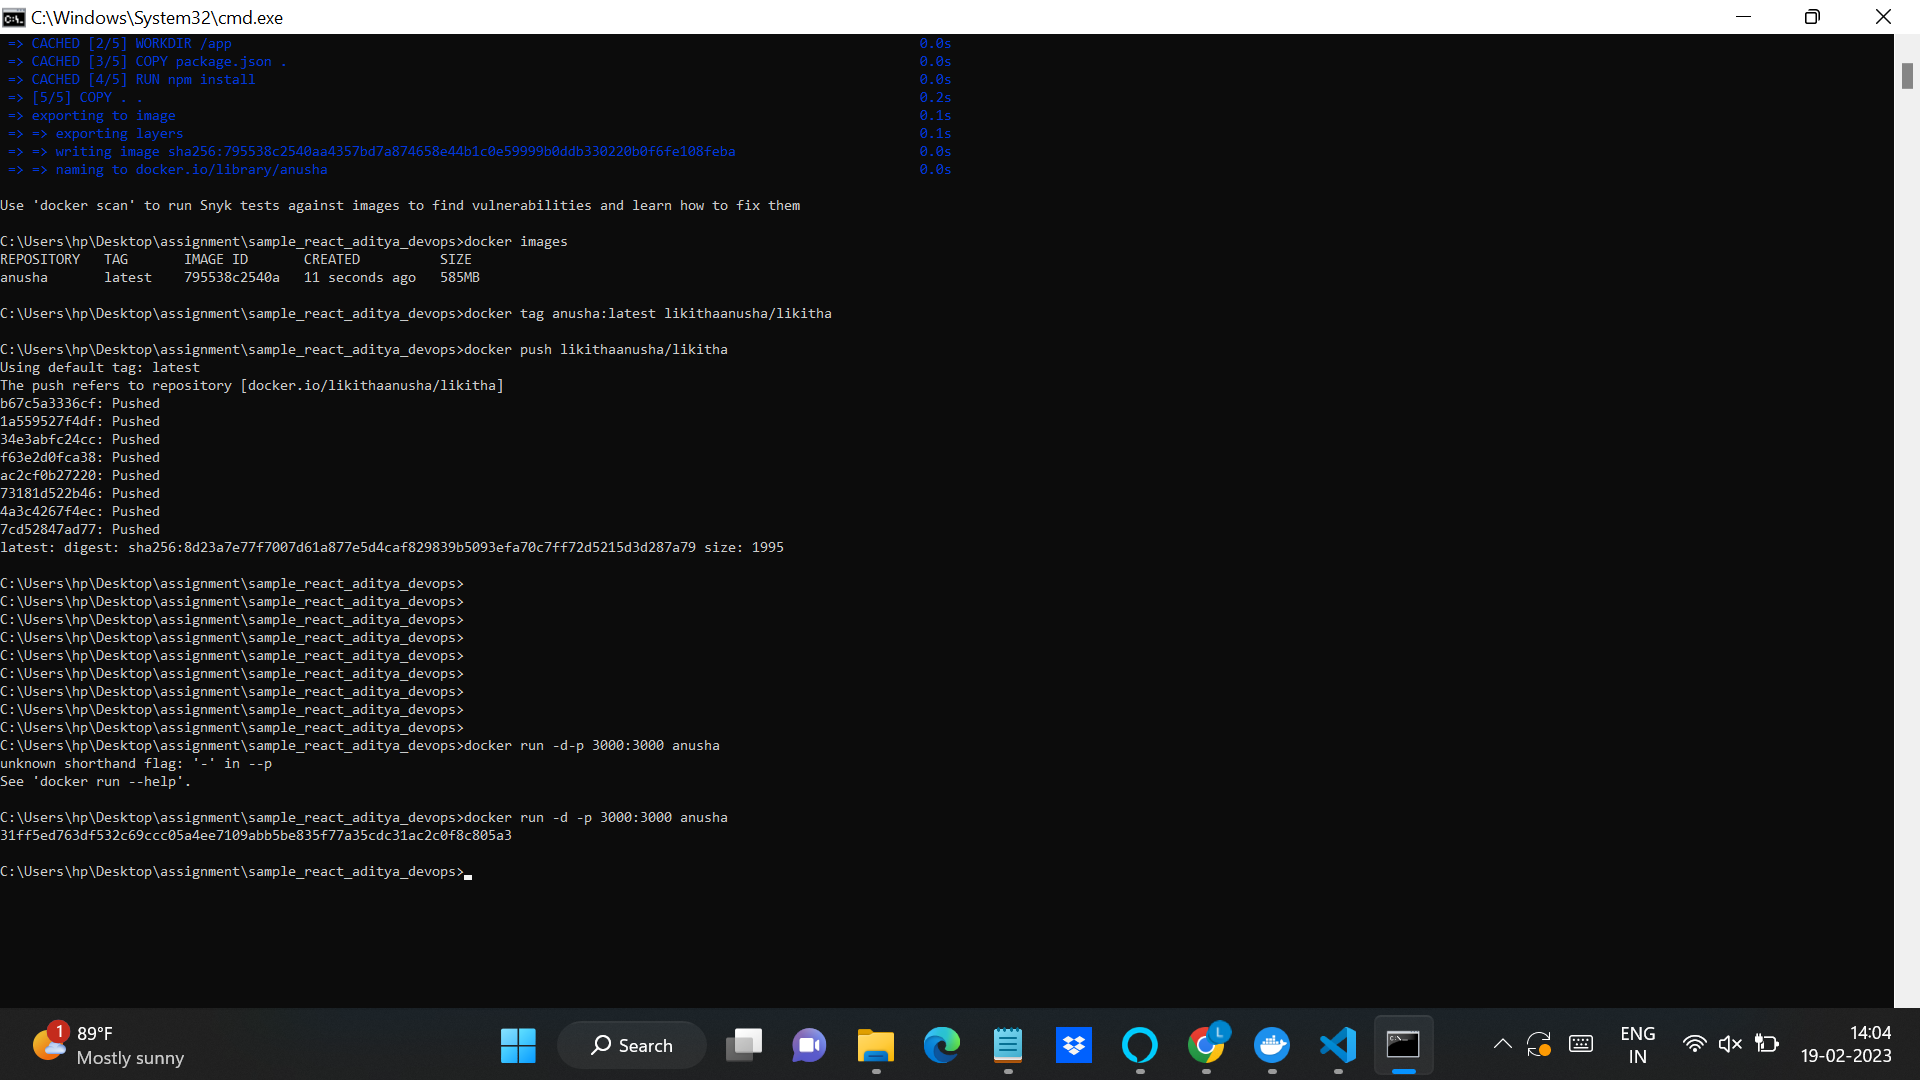 C:\Windows\System32\cmd.exe
=> CACHED [2/5] WORKDIR /app 0.0s
=> CACHED [3/5] COPY package.json . 0.0s
=> CACHED [4/5] RUN npm install 0.0s
=> [5/5] COPY . . 0.2s
=> exporting to image 0.1s
=> => exporting layers 0.1s
=> => writing image sha256:795538c2540aa4357bd7a874658e44b1c0e59999b0ddb330220b0f6fe108feba 0.0s
=> => naming to docker.io/library/anusha 0.0s
Use 'docker scan' to run Snyk tests against images to find vulnerabilities and learn how to fix them
C:\Users\hp\Desktop\assignment\sample_react_aditya_devops>docker images
REPOSITORY TAG IMAGE ID CREATED SIZE
anusha latest 795538c2540a 11 seconds ago 585MB
C:\Users\hp\Desktop\assignment\sample_react_aditya_devops>docker tag anusha:latest likithaanusha/likitha
C:\Users\hp\Desktop\assignment\sample_react_aditya_devops>docker push likithaanusha/likitha
Using default tag: latest
The push refers to repository [docker.io/likithaanusha/likitha]
b67c5a3336cf: Pushed
1a559527f4df: Pushed
34e3abfc24cc: Pushed
f63e2d0fca38: Pushed
ac2cf0b27220: Pushed
73181d522b46: Pushed
4a3c4267f4ec: Pushed
7cd52847ad77: Pushed
latest: digest: sha256:8d23a7e77f7007d61a877e5d4caf829839b5093efa70c7ff72d5215d3d287a79 size: 1995
C:\Users\hp\Desktop\assignment\sample_react_aditya_devops>
C:\Users\hp\Desktop\assignment\sample_react_aditya_devops>
C:\Users\hp\Desktop\assignment\sample_react_aditya_devops>
C:\Users\hp\Desktop\assignment\sample_react_aditya_devops>
C:\Users\hp\Desktop\assignment\sample_react_aditya_devops>
C:\Users\hp\Desktop\assignment\sample_react_aditya_devops>
C:\Users\hp\Desktop\assignment\sample_react_aditya_devops>
C:\Users\hp\Desktop\assignment\sample_react_aditya_devops>
C:\Users\hp\Desktop\assignment\sample_react_aditya_devops>
C:\Users\hp\Desktop\assignment\sample_react_aditya_devops>docker run -d-p 3000:3000 anusha
unknown shorthand flag: '-' in --p
See 'docker run --help'.
C:\Users\hp\Desktop\assignment\sample_react_aditya_devops>docker run -d -p 3000:3000 anusha
31ff5ed763df532c69ccc05a4ee7109abb5be835f77a35cdc31ac2c0f8c805a3
C:\Users\hp\Desktop\assignment\sample_react_aditya_devops>
1
89°F
Mostly sunny
Search
L
ENG
IN
14:04
19-02-2023